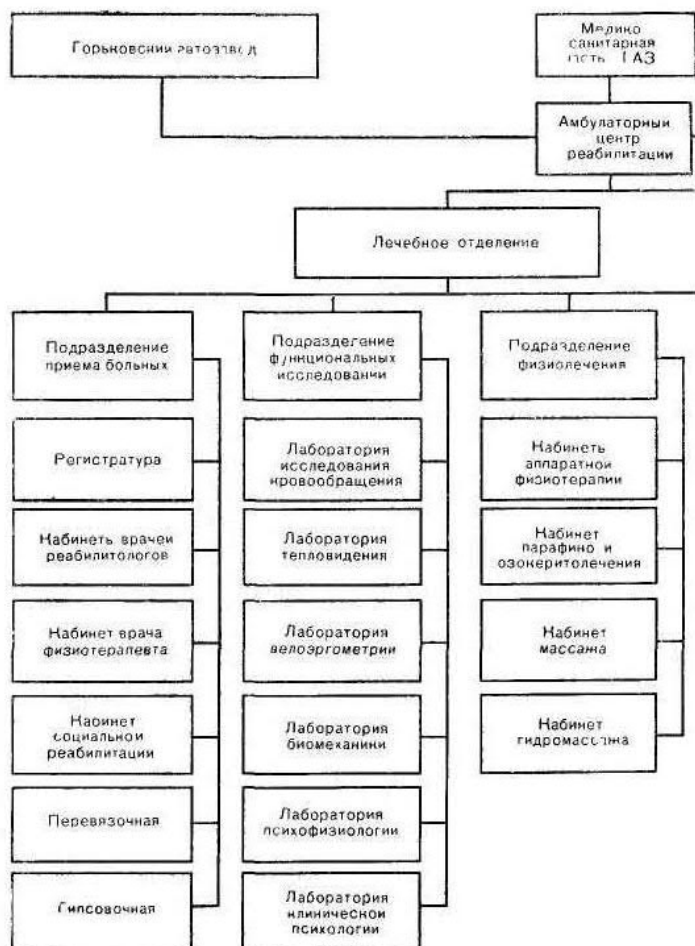 Горьковский автозавод
Медико
санитарная
часть ГАЗ
Амбулаторный
центр
реабилитации
Лечебное отделение
Подразделение
приема больных
Регистратура
Кабинеты врачей
реабилитологов
Кабинет врача
физиотерапевта
Кабинет
социальной
реабилитации
Перевязочная
Гипсовочная
Подразделение
функциональных
исследований
Лаборатория
исследования
кровообращения
Лаборатория
тепловидения
Лаборатория
велоэргометрии
Лаборатория
биомеханики
Лаборатория
психофизиологии
Лаборатория
клинической
психологии
Подразделение
физиолечения
Кабинеты
аппаратной
физиотерапии
Кабинет
парафино и
озокеритолечения
Кабинет
массажа
Кабинет
гидромассажа